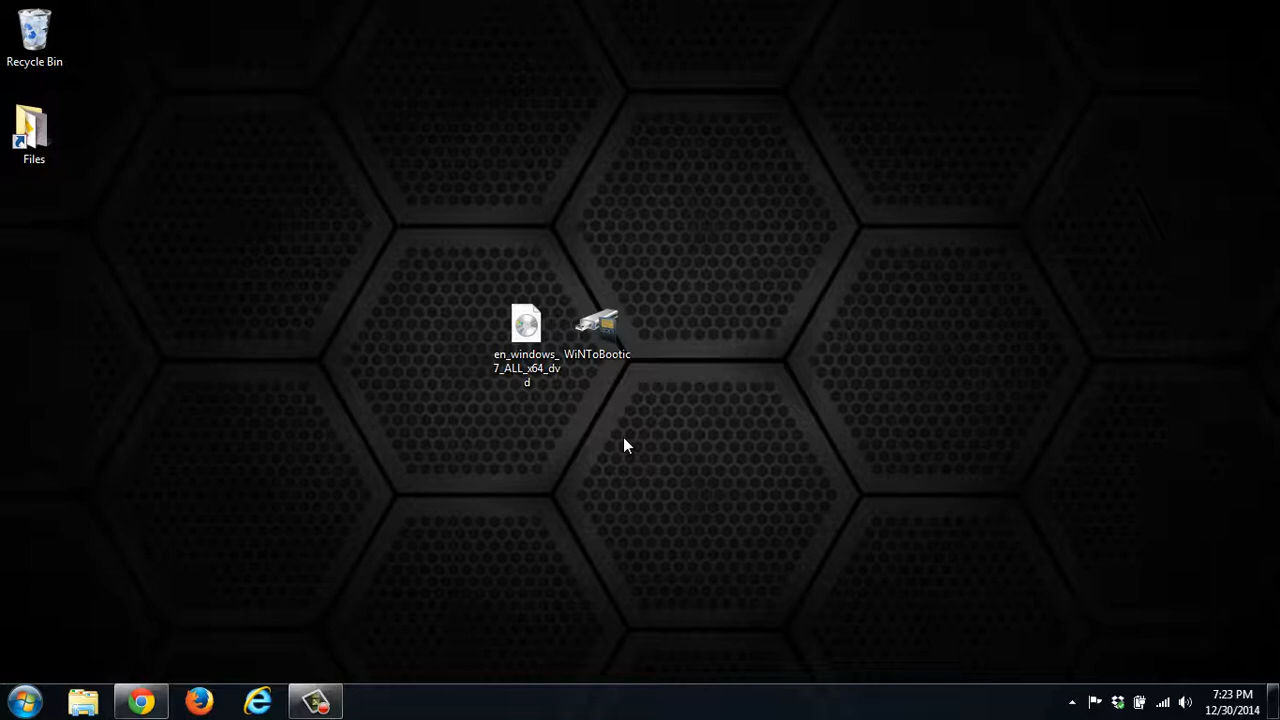 Recycle Bin
Files
en_windows_
7_ALL_x64_dv
d
WiNToBootic
7:23 PM
12/30/2014